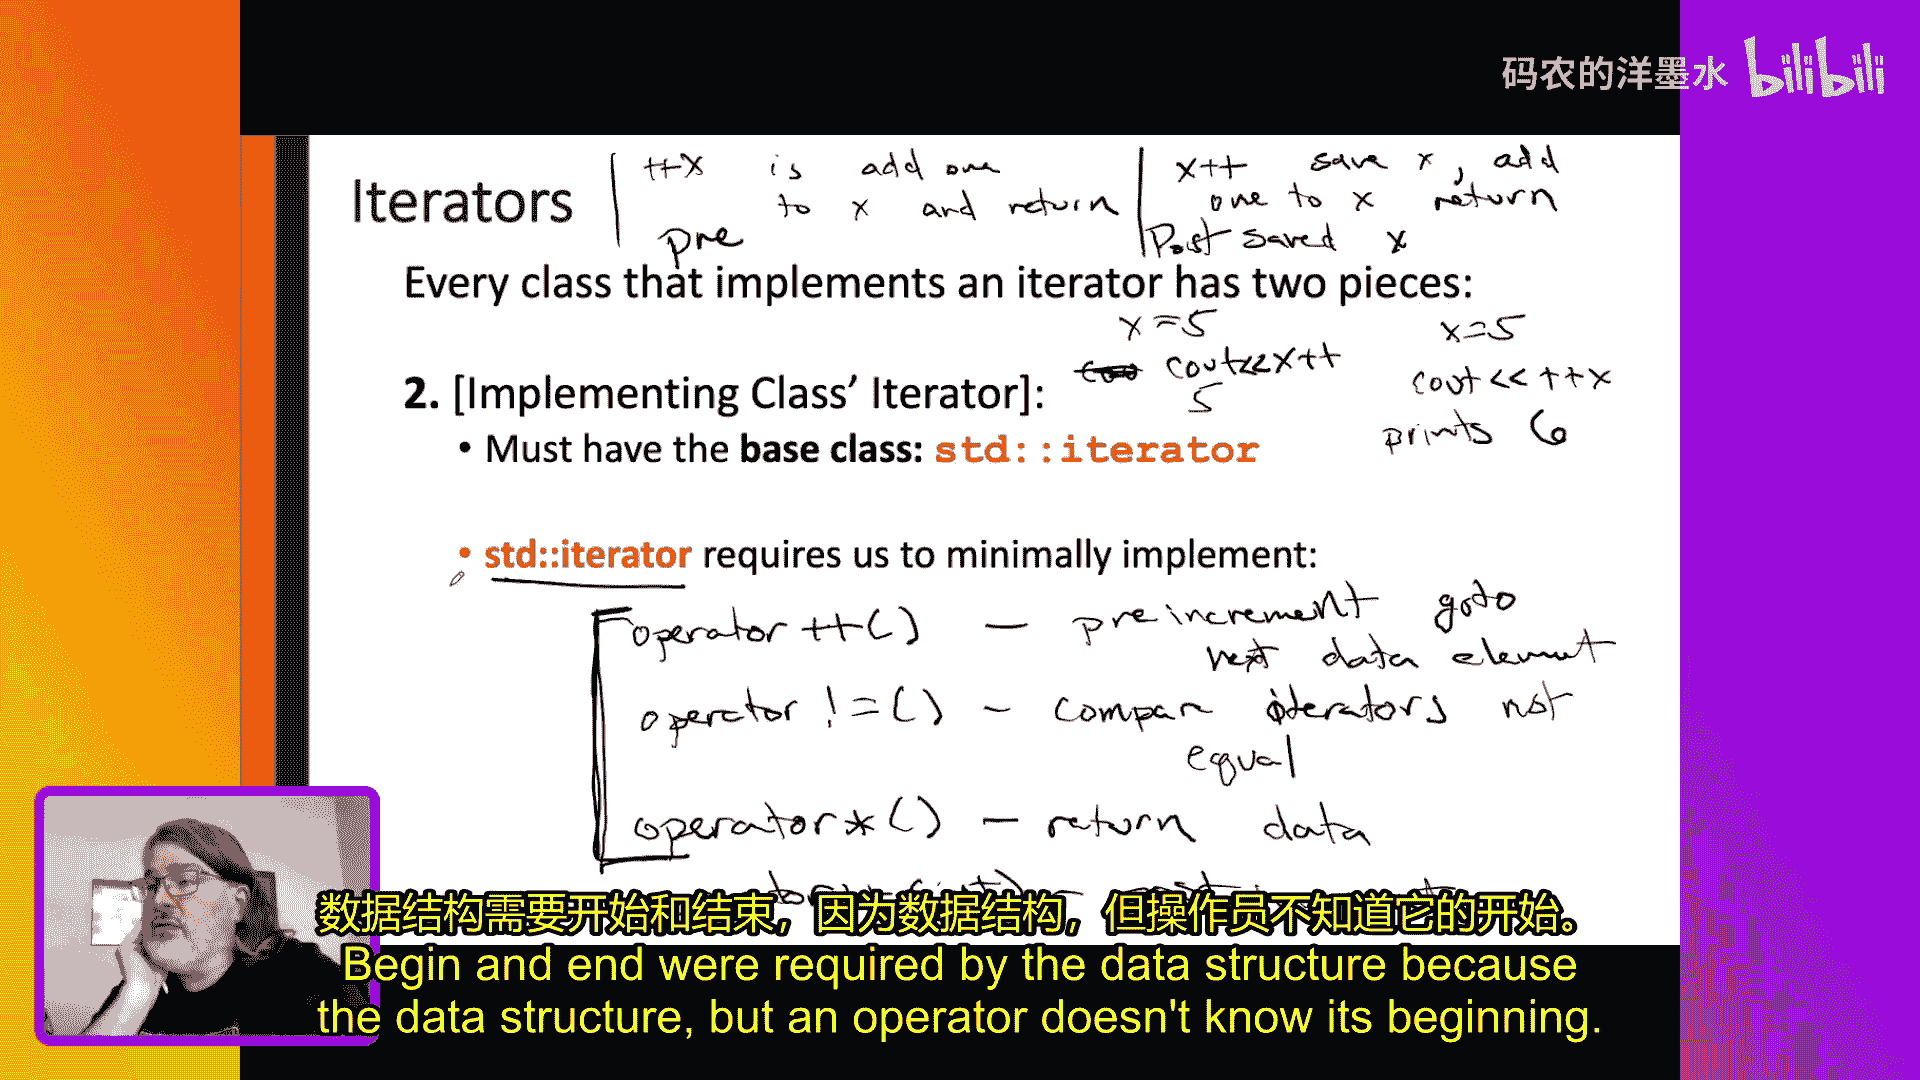 码农的洋墨水 bilibili
Iterators
++x is add one
to x and return
pre
x++ save x, add
one to x return
Post saved x
Every class that implements an iterator has two pieces:
x=5
cout<<x++
5
x=5
cout << ++x
prints 6
2. [Implementing Class’ Iterator]:
• Must have the base class: std::iterator
• std::iterator requires us to minimally implement:
operator ++() — preincrement goto
next data element
operator !=() - compar iterators not
equal
operator*() — return data
数据结构需要开始和结束，因为数据结构，但操作员不知道它的开始。
Begin and end were required by the data structure because
the data structure, but an operator doesn't know its beginning.